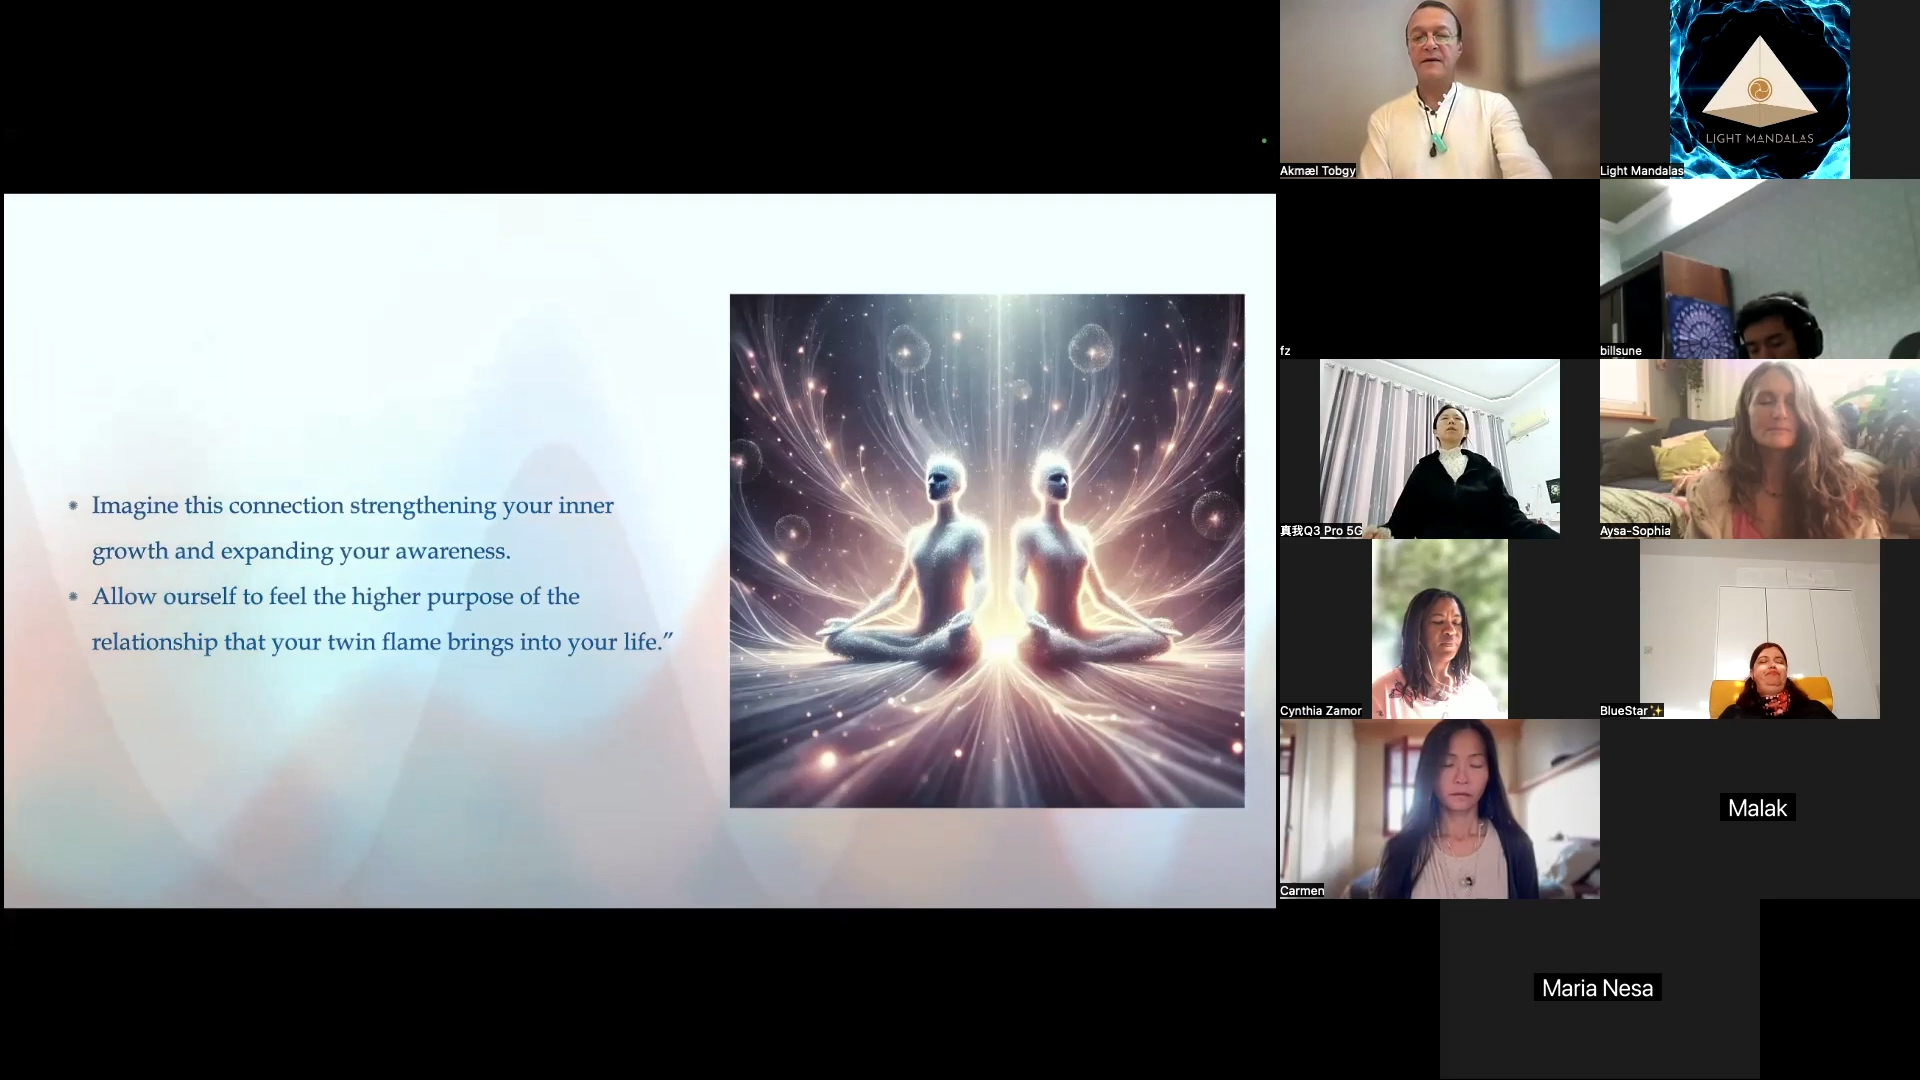 Imagine this connection strengthening your inner
growth and expanding your awareness.
Allow ourself to feel the higher purpose of the
relationship that your twin flame brings into your life.”
Akmæl Tobgy
LIGHT MANDALAS
Light Mandalas
fz
billsune
真我Q3 Pro 5G
Aysa-Sophia
Cynthia Zamor
BlueStar✨
Carmen
Malak
Maria Nesa